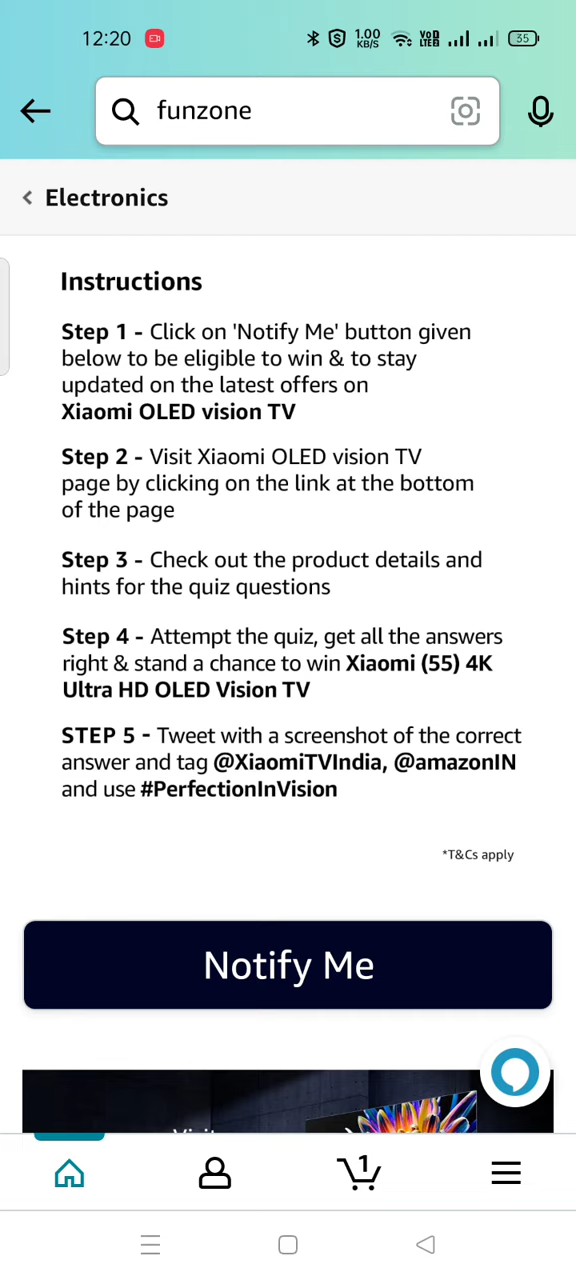 12:20
1.00
KB/S
VoD
LTE
35
funzone
Electronics
Instructions
Step 1 - Click on 'Notify Me' button given
below to be eligible to win & to stay
updated on the latest offers on
Xiaomi OLED vision TV
Step 2 - Visit Xiaomi OLED vision TV
page by clicking on the link at the bottom
of the page
Step 3 - Check out the product details and
hints for the quiz questions
Step 4 - Attempt the quiz, get all the answers
right & stand a chance to win Xiaomi (55) 4K
Ultra HD OLED Vision TV
STEP 5 - Tweet with a screenshot of the correct
answer and tag @XiaomiTVIndia, @amazonIN
and use #PerfectionInVision
*T&Cs apply
Notify Me
1